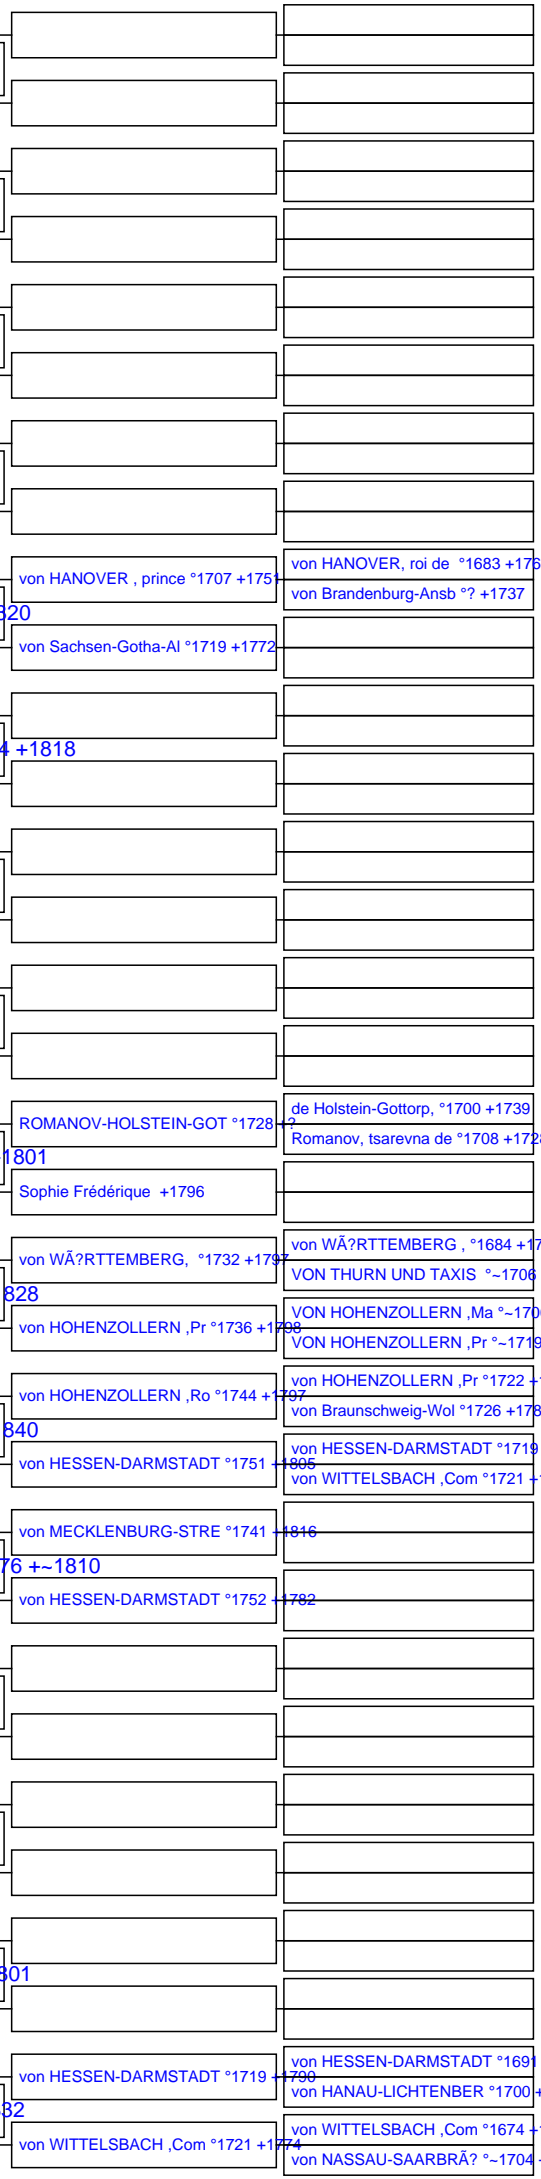 von HANOVER, roi de °1683 +176
von HANOVER , prince °1707 +1751
von Brandenburg-Ansb °? +1737
820
von Sachsen-Gotha-Al °1719 +1772
4 +1818
de Holstein-Gottorp, °1700 +1739
ROMANOV-HOLSTEIN-GOT °1728 +?
Romanov, tsarevna de °1708 +1728
1801
Sophie Frédérique +1796
von WÃ?RTTEMBERG , °1684 +17
von WÃ?RTTEMBERG, °1732 +1797
VON THURN UND TAXIS °~1706
828
VON HOHENZOLLERN ,Ma °~170
von HOHENZOLLERN ,Pr °1736 +1798
VON HOHENZOLLERN ,Pr °~1719
von HOHENZOLLERN ,Pr °1722 +
von HOHENZOLLERN ,Ro °1744 +1797
von Braunschweig-Wol °1726 +178
840
von HESSEN-DARMSTADT °1719
von HESSEN-DARMSTADT °1751 +1805
von WITTELSBACH ,Com °1721 +
von MECKLENBURG-STRE °1741 +1816
76 +~1810
von HESSEN-DARMSTADT °1752 +1782
801
von HESSEN-DARMSTADT °1691
von HESSEN-DARMSTADT °1719 +1790
von HANAU-LICHTENBER °1700 +
32
von WITTELSBACH ,Com °1674 +
von WITTELSBACH ,Com °1721 +1774
von NASSAU-SAARBRÃ? °~1704